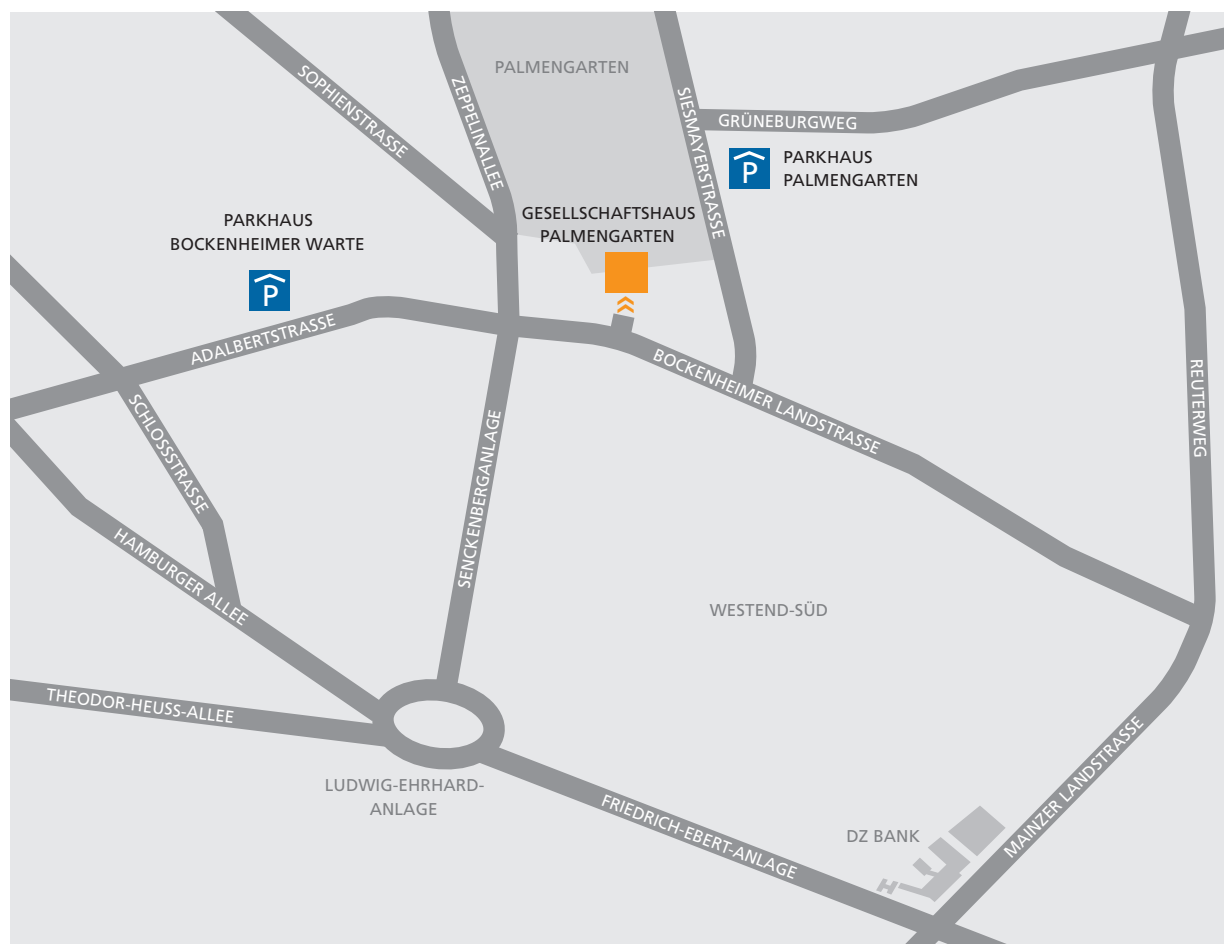 PALMENGARTEN
SOPHIENSTRASSE
ZEPPELINALLEE
SIESMAYERSTRASSE
GRÜNEBURGWEG
P
PARKHAUS
PALMENGARTEN
GESELLSCHAFTSHAUS
PALMENGARTEN
PARKHAUS
BOCKENHEIMER WARTE
P
ADALBERTSTRASSE
BOCKENHEIMER LANDSTRASSE
REUTERWEG
SCHLOSSSTRASSE
SENCKENBERGANLAGE
HAMBURGER ALLEE
WESTEND-SÜD
THEODOR-HEUSS-ALLEE
LUDWIG-EHRHARD-
ANLAGE
FRIEDRICH-EBERT-ANLAGE
DZ BANK
MAINZER LANDSTRASSE